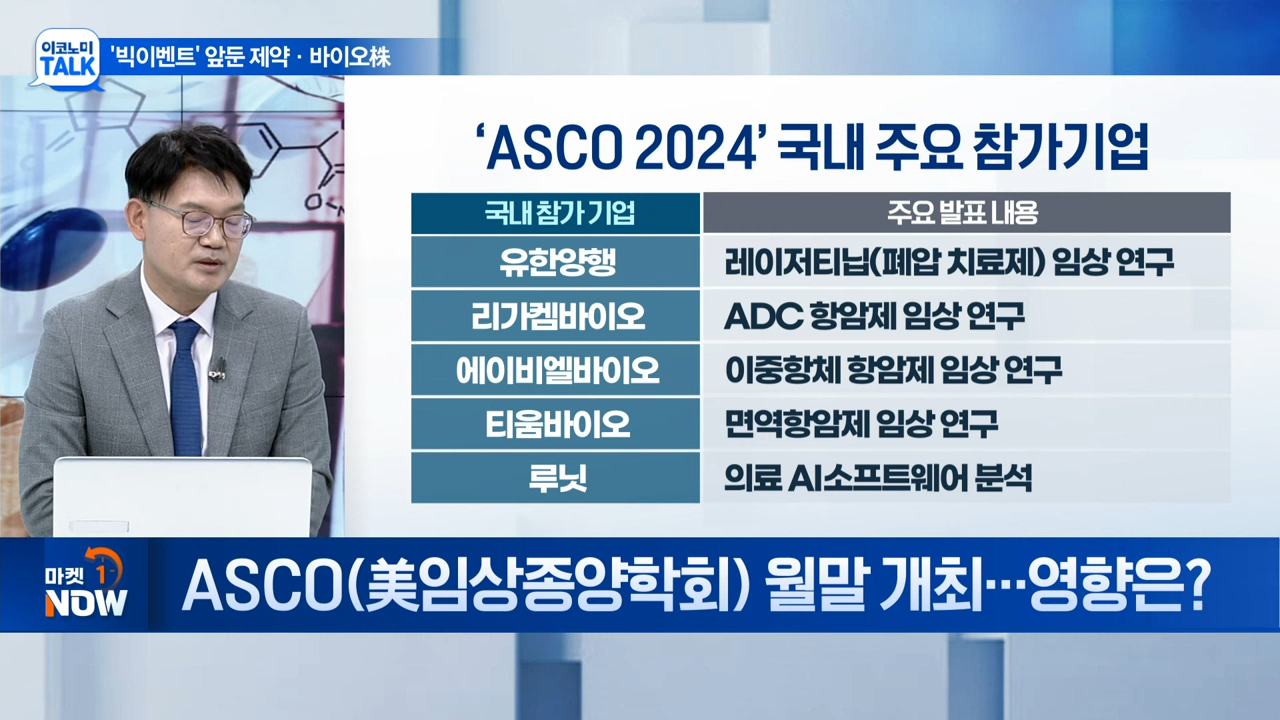 이코노미
TALK
'빅이벤트' 앞둔 제약·바이오株
'ASCO 2024' 국내 주요 참가기업
국내 참가 기업 주요 발표 내용
유한양행 레이저티닙(폐암 치료제) 임상 연구
리가켐바이오 ADC 항암제 임상 연구
에이비엘바이오 이중항체 항암제 임상 연구
티움바이오 면역항암제 임상 연구
루닛 의료 AI소프트웨어 분석
마켓 1
NOW
ASCO(美임상종양학회) 월말 개최…영향은?